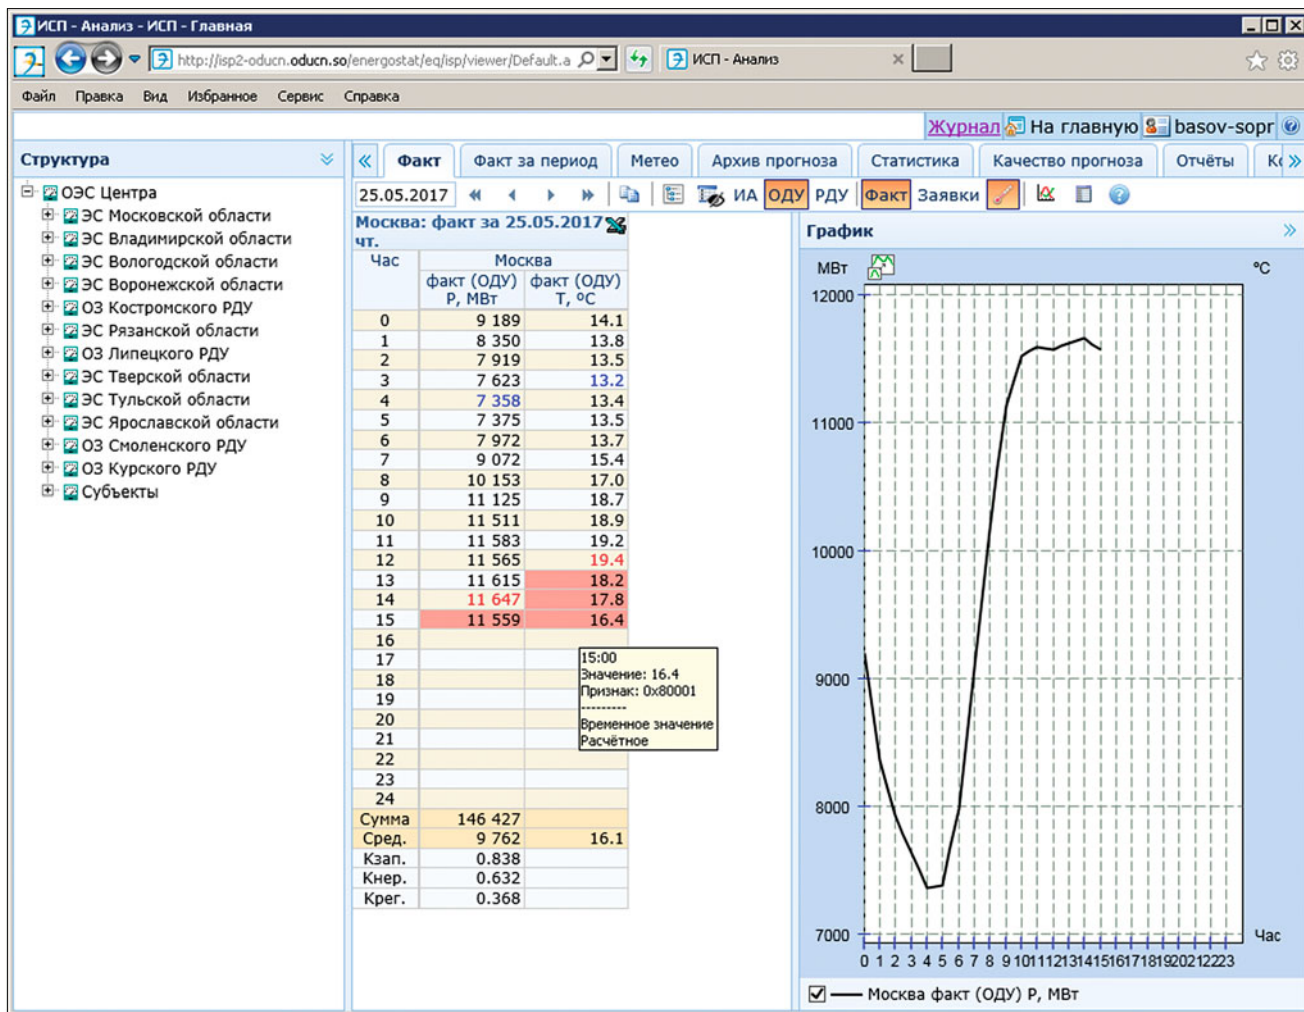 ИСП - Анализ - ИСП - Главная
http://isp2-oducn.oducn.so/energostat/eq/isp/viewer/Default.a
ИСП - Анализ
Файл Правка Вид Избранное Сервис Справка
Журнал На главную basov-sopr
Структура
ОЭС Центра
ЭС Московской области
ЭС Владимирской области
ЭС Вологодской области
ЭС Воронежской области
ОЗ Костромского РДУ
ЭС Рязанской области
ОЗ Липецкого РДУ
ЭС Тверской области
ЭС Тульской области
ЭС Ярославской области
ОЗ Смоленского РДУ
ОЗ Курского РДУ
Субъекты
Факт Факт за период Метео Архив прогноза Статистика Качество прогноза Отчёты
25.05.2017 ИА ОДУ РДУ Факт Заявки
Москва: факт за 25.05.2017
чт.
Час Москва
факт (ОДУ) факт (ОДУ)
P, МВт T, ºC
0 9 189 14.1
1 8 350 13.8
2 7 919 13.5
3 7 623 13.2
4 7 358 13.4
5 7 375 13.5
6 7 972 13.7
7 9 072 15.4
8 10 153 17.0
9 11 125 18.7
10 11 511 18.9
11 11 583 19.2
12 11 565 19.4
13 11 615 18.2
14 11 647 17.8
15 11 559 16.4
16
17
18
19
20
21
22
23
24
Сумма 146 427
Сред. 9 762 16.1
Кзап. 0.838
Кнер. 0.632
Крег. 0.368
15:00
Значение: 16.4
Признак: 0x80001
---------
Временное значение
Расчётное
График
МВт ºC
12000
11000
10000
9000
8000
7000
Час
0 1 2 3 4 5 6 7 8 9 10 11 12 13 14 15 16 17 18 19 20 21 22 23
Москва факт (ОДУ) P, МВт